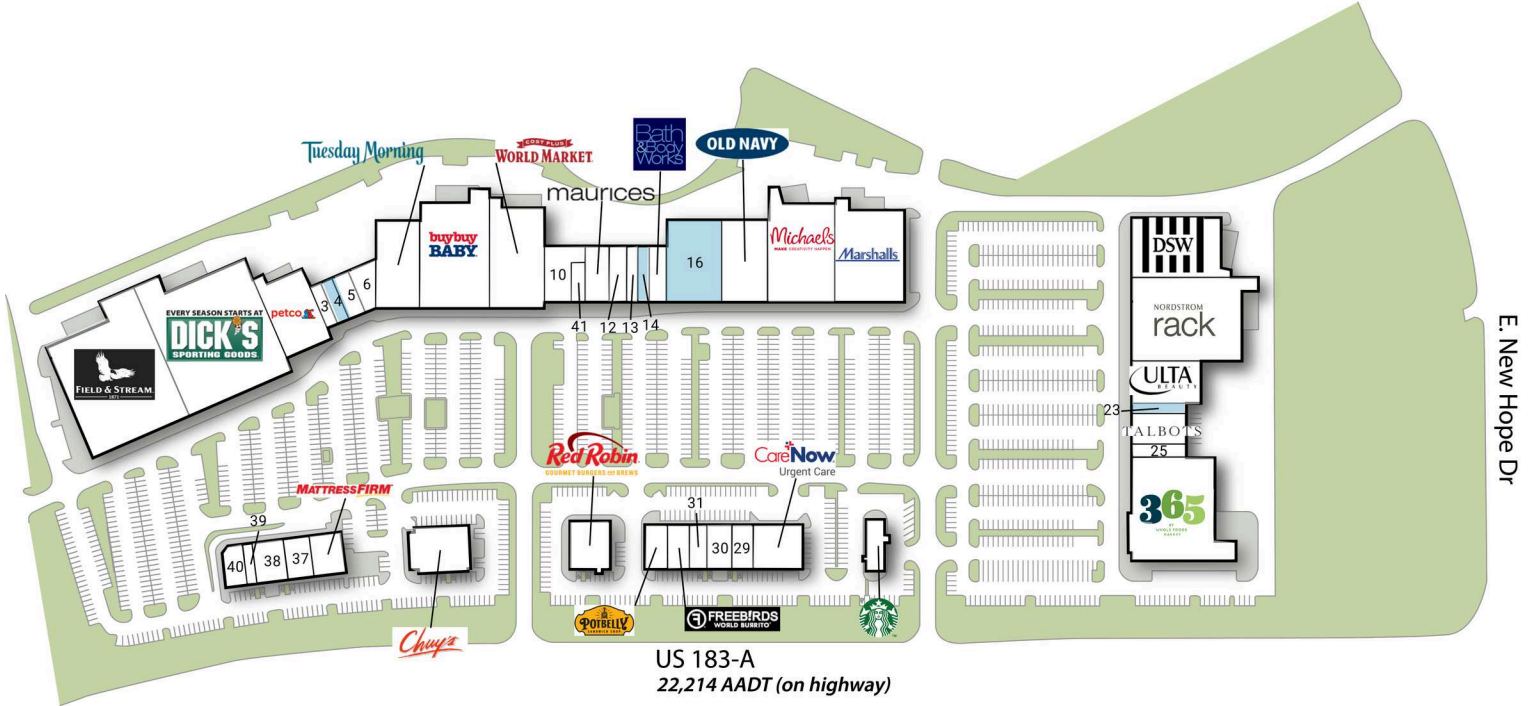 Tuesday Morning
COST PLUS
WORLD MARKET
maurices
Bath
&Body
Works
OLD NAVY
buybuy
BABY
Michaels
MAKE CREATIVITY HAPPEN
Marshalls
10
16
6
5
4
3
petco
EVERY SEASON STARTS AT
DICK'S
SPORTING GOODS
FIELD & STREAM
1871
41
12
13
14
DSW
NORDSTROM
rack
ULTA
BEAUTY
23
TALBOTS
25
365
BY
WHOLE FOODS
MARKET
E. New Hope Dr
Red Robin
GOURMET BURGERS AND BREWS
CareNow
Urgent Care
MATTRESSFIRM
39
40
38
37
31
30
29
Chuy's
POTBELLY
SANDWICH SHOP
FREEB!RDS
WORLD BURRITO
US 183-A
22,214 AADT (on highway)